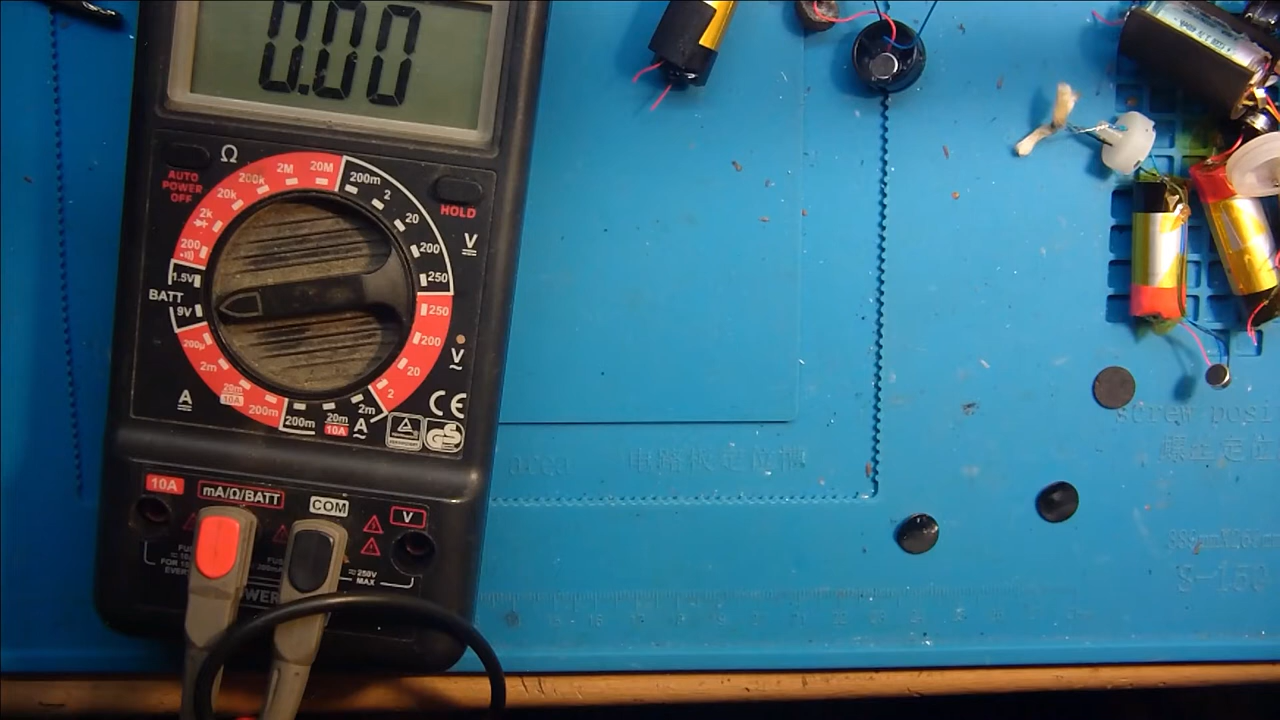 0.00
Ω
AUTO
POWER
OFF
HOLD
200
2k
20k
200k
2M
20M
200m
2
20
200
250
V
1.5V
BATT
9V
250
200
20
2
V
200µ
2m
20m
10A
200m
A
200m
20m
10A
2m
A
CE
10A
mA/Ω/BATT
COM
V
≂ 250V
MAX
area
电路板定位槽
screw posi
螺丝定位
S-150